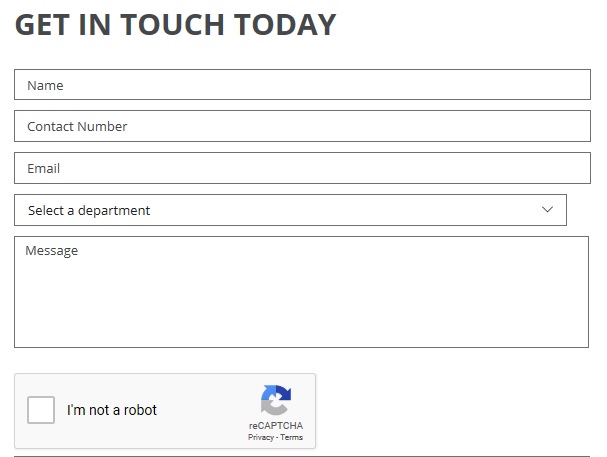 GET IN TOUCH TODAY
Name
Contact Number
Email
Select a department
Message
I'm not a robot
reCAPTCHA
Privacy - Terms